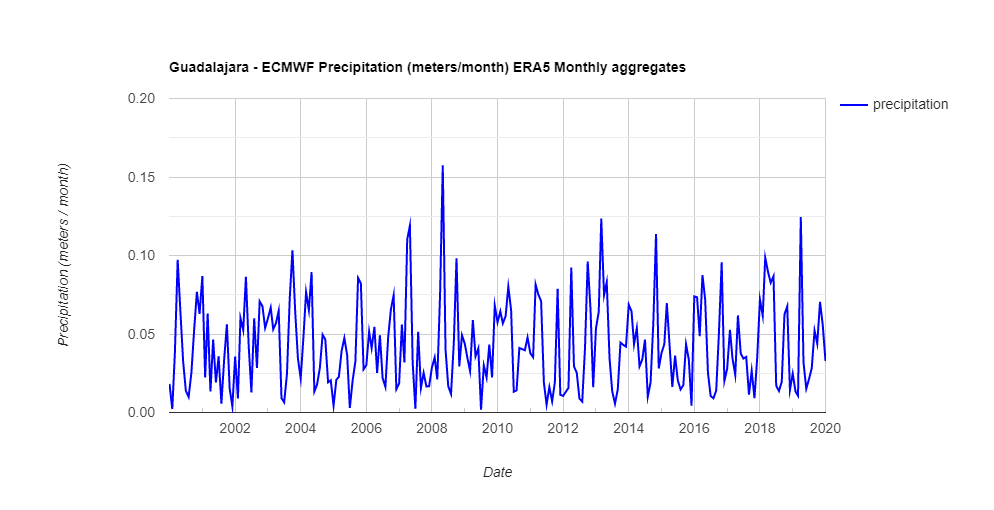 Guadalajara - ECMWF Precipitation (meters/month) ERA5 Monthly aggregates
0.20
precipitation
0.15
0.10
0.05
0.00
Precipitation (meters / month)
2002 2004 2006 2008 2010 2012 2014 2016 2018 2020
Date